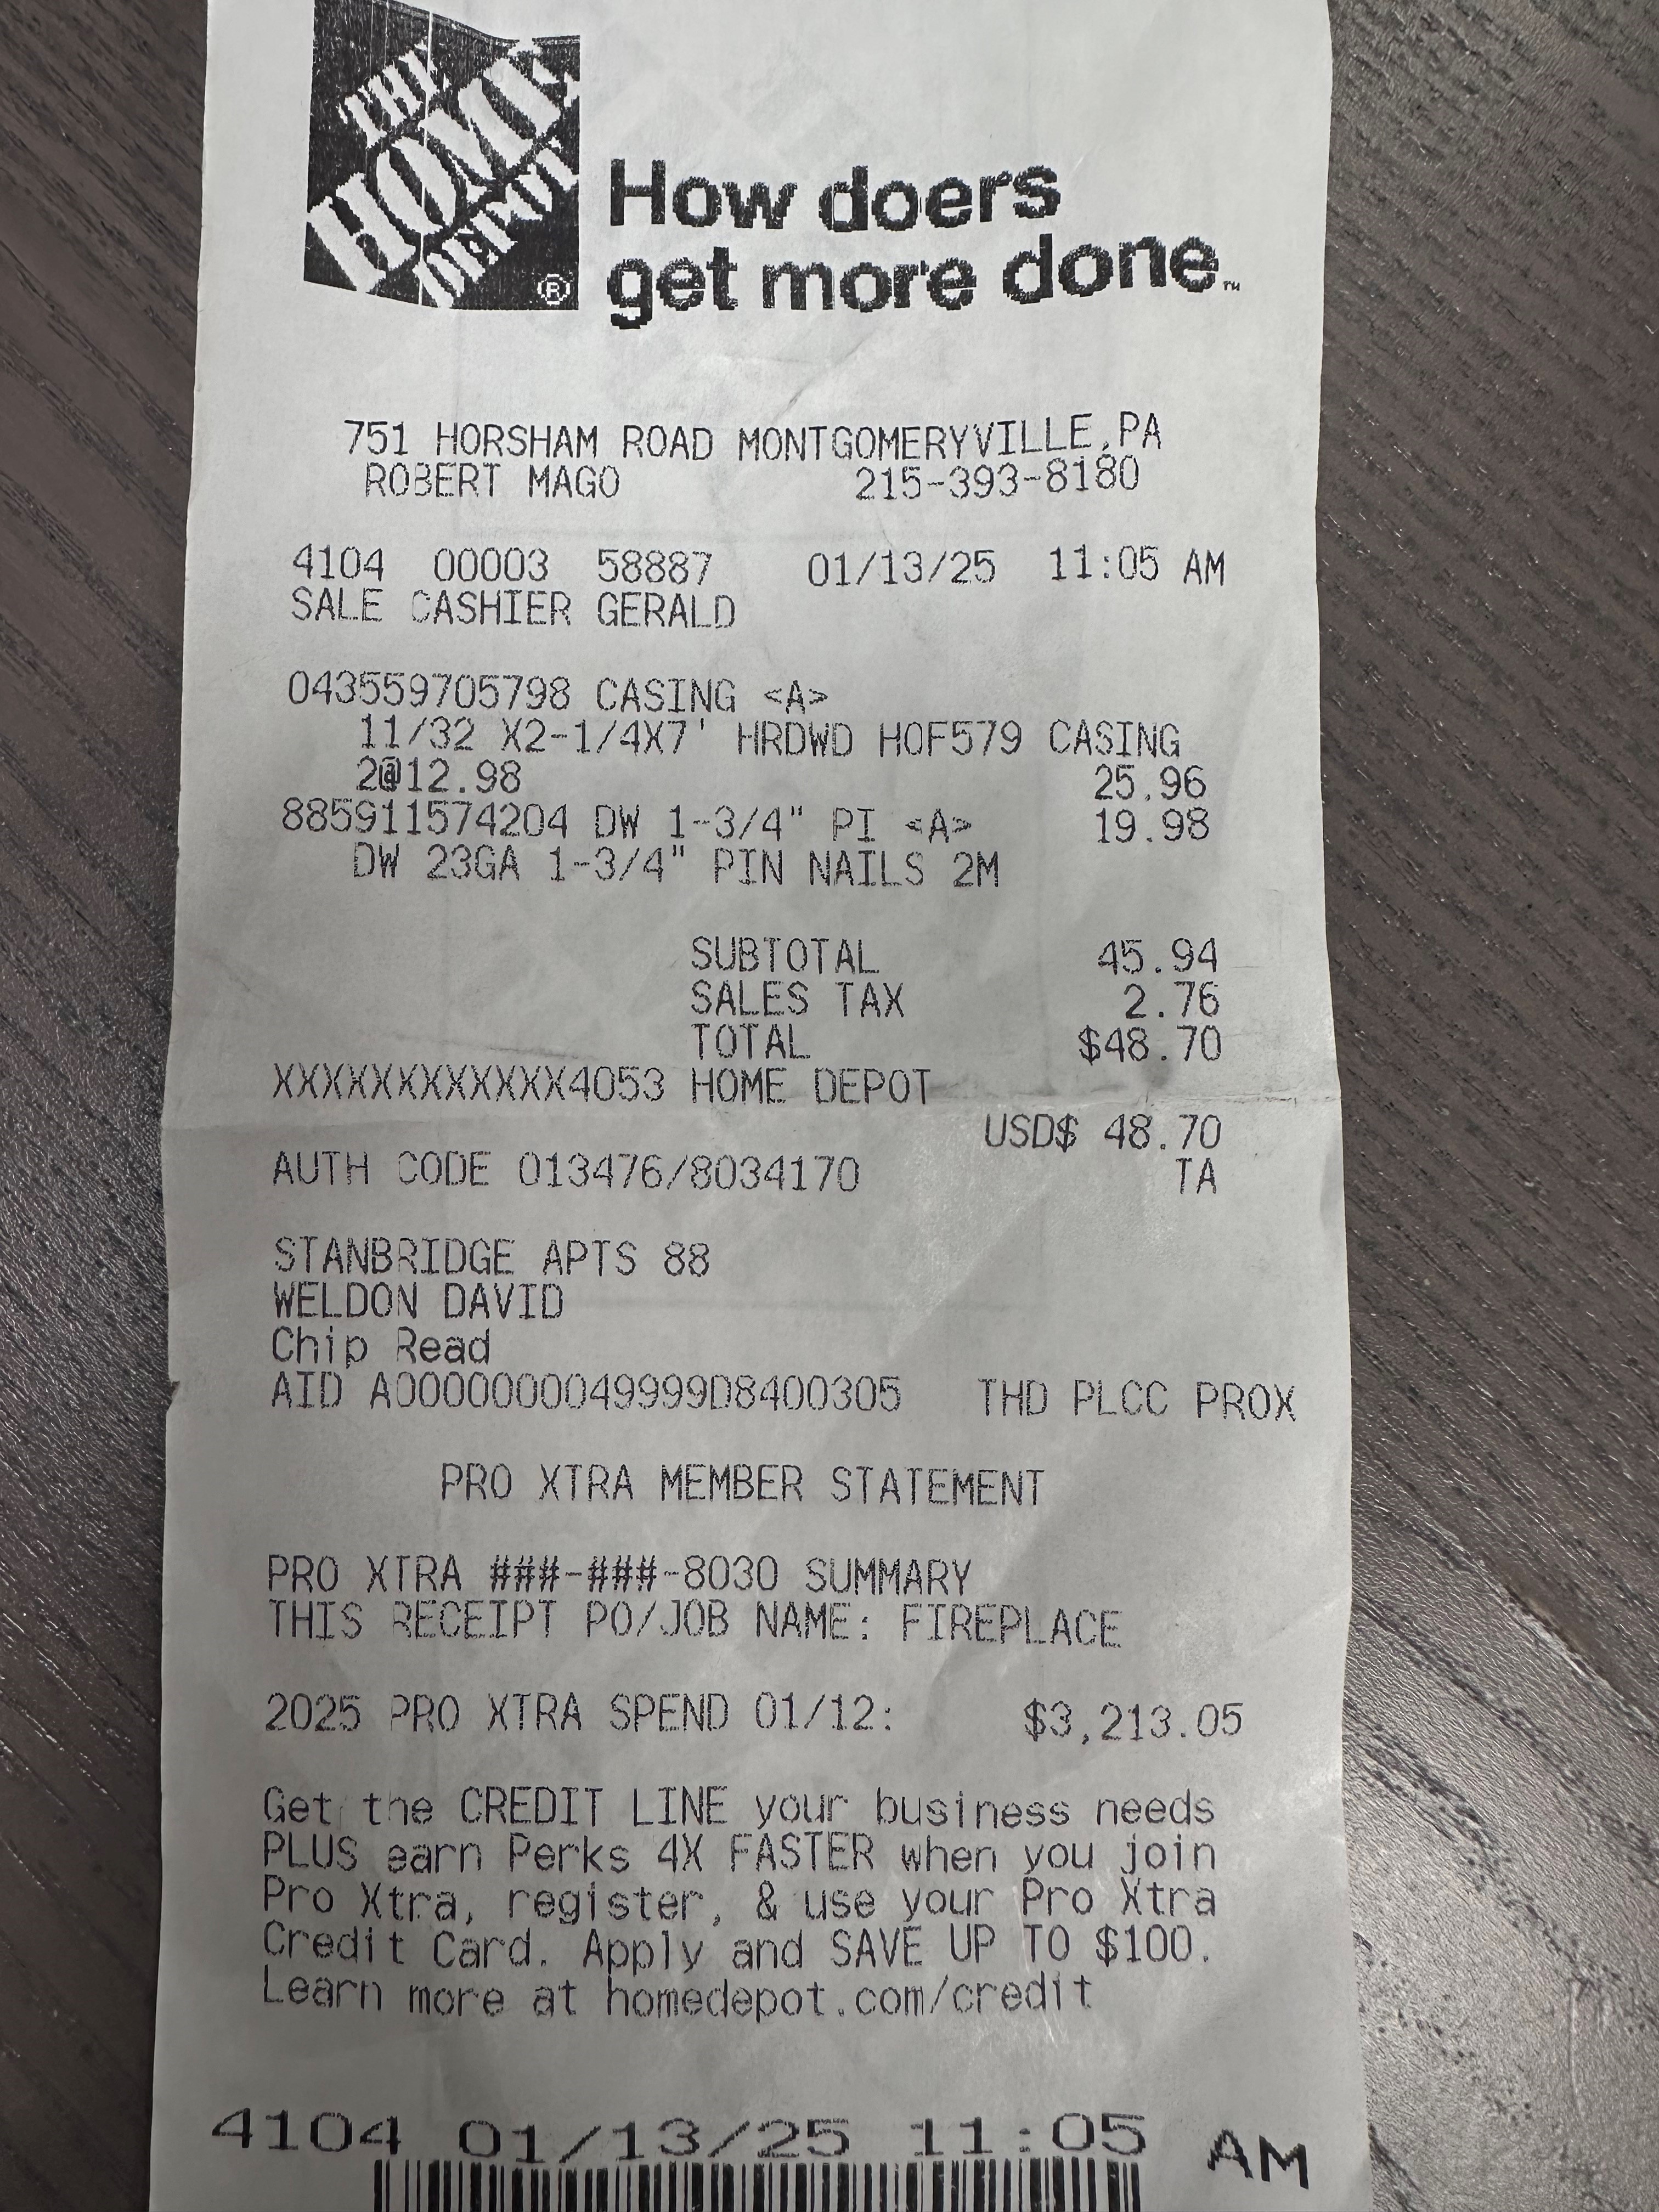 THE
HOME
DEPOT
®
How doers
get more done™
751 HORSHAM ROAD MONTGOMERYVILLE,PA
ROBERT MAGO 215-393-8180
4104 00003 58887 01/13/25 11:05 AM
SALE CASHIER GERALD
043559705798 CASING <A>
11/32 X2-1/4X7' HRDWD HOF579 CASING
2@12.98 25.96
885911574204 DW 1-3/4" PI <A> 19.98
DW 23GA 1-3/4" PIN NAILS 2M
SUBTOTAL 45.94
SALES TAX 2.76
TOTAL $48.70
XXXXXXXXXXXX4053 HOME DEPOT
USD$ 48.70
AUTH CODE 013476/8034170 TA
STANBRIDGE APTS 88
WELDON DAVID
Chip Read
AID A0000000049999D8400305 THD PLCC PROX
PRO XTRA MEMBER STATEMENT
PRO XTRA ###-###-8030 SUMMARY
THIS RECEIPT PO/JOB NAME: FIREPLACE
2025 PRO XTRA SPEND 01/12: $3,213.05
Get the CREDIT LINE your business needs
PLUS earn Perks 4X FASTER when you join
Pro Xtra, register, & use your Pro Xtra
Credit Card. Apply and SAVE UP TO $100.
Learn more at homedepot.com/credit
4104 01/13/25 11:05 AM